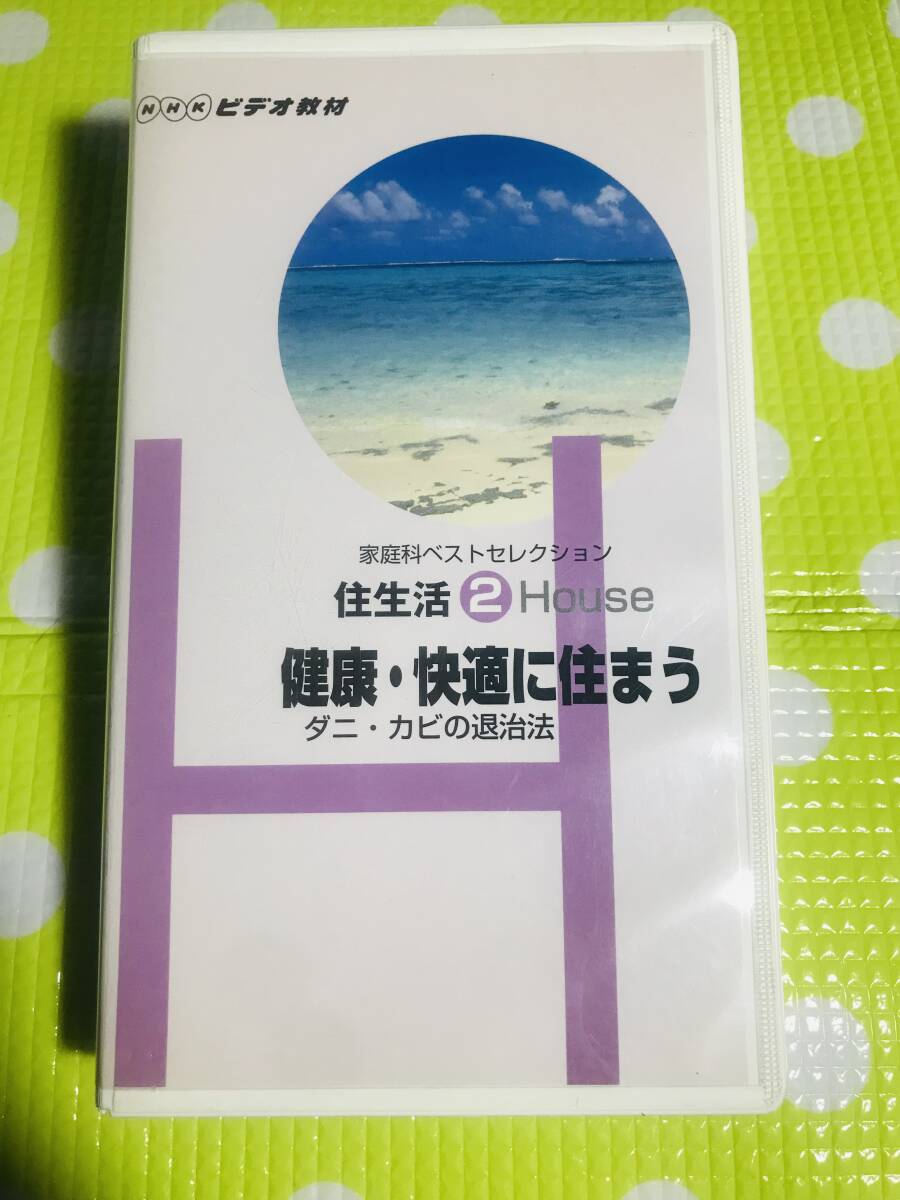 NHKビデオ教材
家庭科ベストセレクション
住生活 2 House
健康・快適に住まう
ダニ・カビの退治法